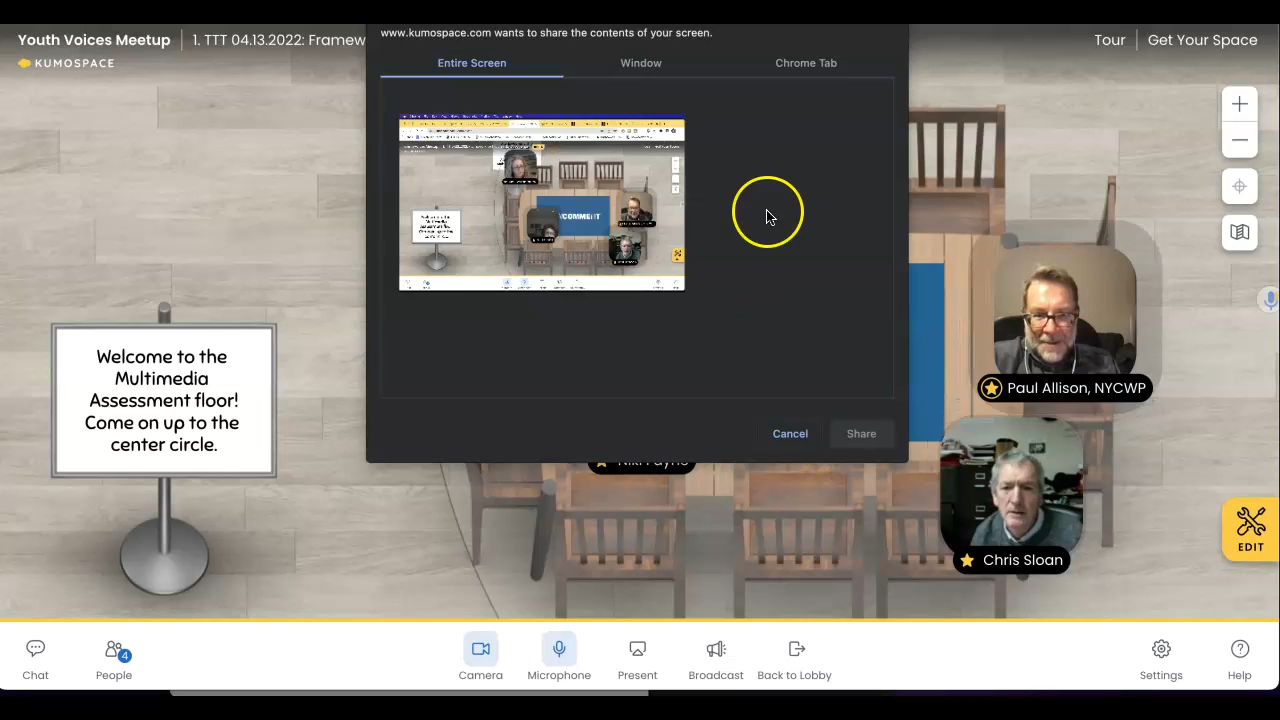 Youth Voices Meetup
1. TTT 04.13.2022: Framew
KUMOSPACE
www.kumospace.com wants to share the contents of your screen.
Tour
Get Your Space
Entire Screen
Window
Chrome Tab
Welcome to the
Multimedia
Assessment floor!
Come on up to the
center circle.
Paul Allison, NYCWP
Cancel
Share
Chris Sloan
EDIT
Chat
People
4
Camera
Microphone
Present
Broadcast
Back to Lobby
Settings
Help